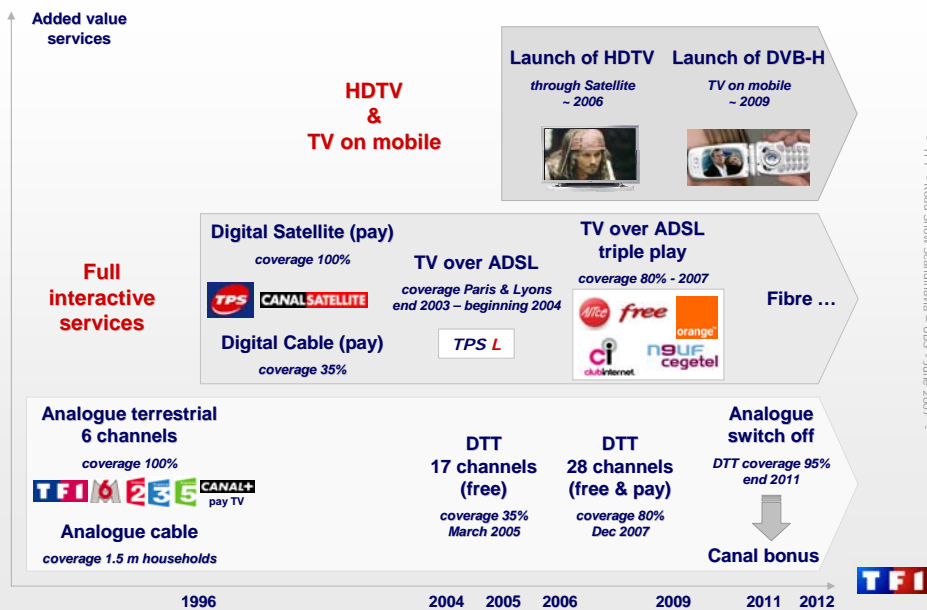 Added value
services
HDTV
&
TV on mobile
Launch of HDTV
through Satellite
~ 2006
Launch of DVB-H
TV on mobile
~ 2009
Full
interactive
services
Digital Satellite (pay)
coverage 100%
TPS CANALSATELLITE
Digital Cable (pay)
coverage 35%
TV over ADSL
coverage Paris & Lyons
end 2003 – beginning 2004
TPS L
TV over ADSL
triple play
coverage 80% - 2007
Alice free orange™
ci
clubinternet
neuf
cegetel
Fibre …
Analogue terrestrial
6 channels
coverage 100%
TF1 M6 2 3 5 CANAL+
pay TV
Analogue cable
coverage 1.5 m households
DTT
17 channels
(free)
coverage 35%
March 2005
DTT
28 channels
(free & pay)
coverage 80%
Dec 2007
Analogue
switch off
DTT coverage 95%
end 2011
Canal bonus
TF1
1996 2004 2005 2006 2009 2011 2012